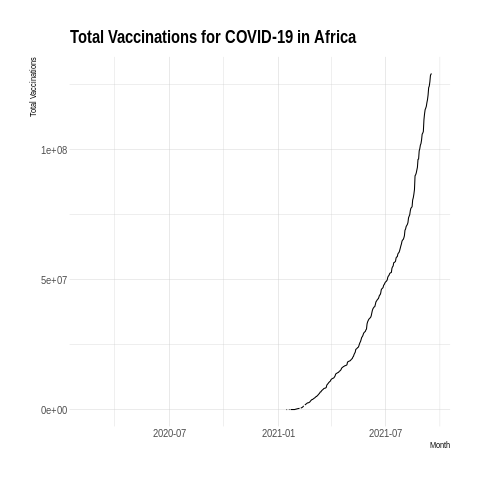 Total Vaccinations for COVID-19 in Africa
Total Vaccinations
1e+08
5e+07
0e+00
2020-07 2021-01 2021-07
Month